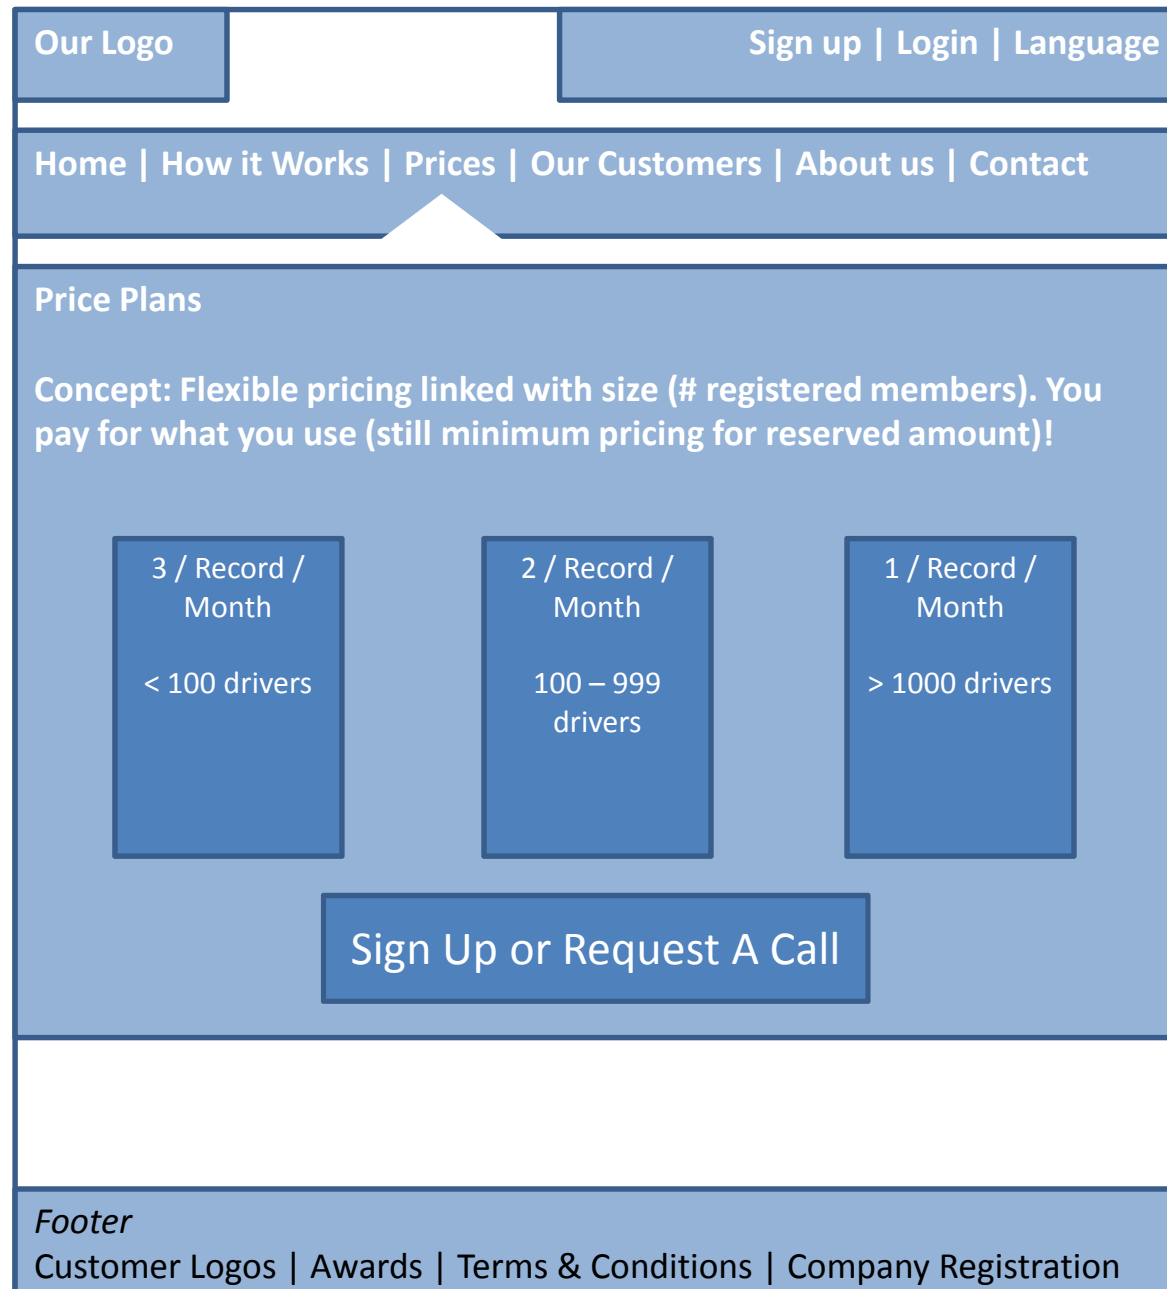 Our Logo
Sign up | Login | Language
Home | How it Works | Prices | Our Customers | About us | Contact
Price Plans
Concept: Flexible pricing linked with size (# registered members). You
pay for what you use (still minimum pricing for reserved amount)!
3 / Record /
Month
< 100 drivers
2 / Record /
Month
100 – 999
drivers
1 / Record /
Month
> 1000 drivers
Sign Up or Request A Call
Footer
Customer Logos | Awards | Terms & Conditions | Company Registration